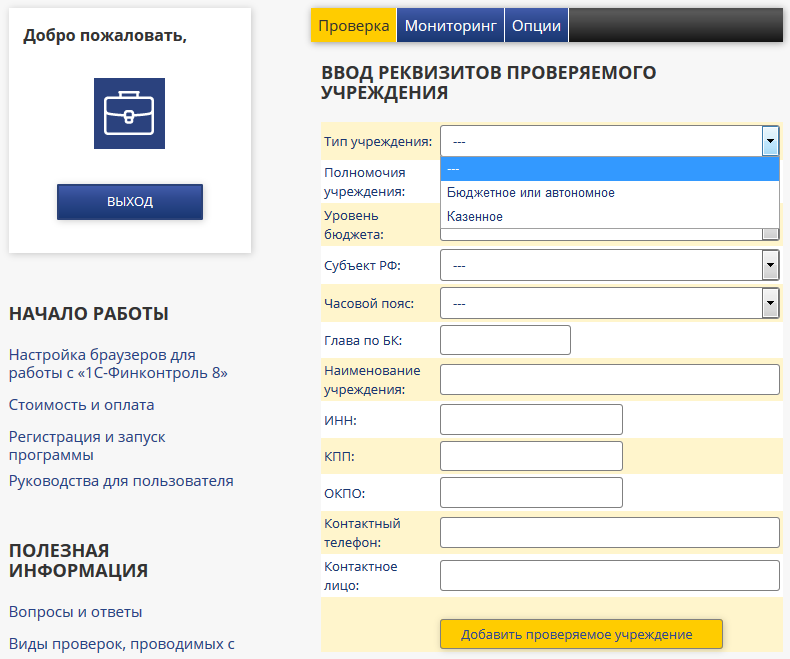 Добро пожаловать,
ВЫХОД
НАЧАЛО РАБОТЫ
Настройка браузеров для
работы с «1С-Финконтроль 8»
Стоимость и оплата
Регистрация и запуск
программы
Руководства для пользователя
ПОЛЕЗНАЯ
ИНФОРМАЦИЯ
Вопросы и ответы
Виды проверок, проводимых с
Проверка Мониторинг Опции
ВВОД РЕКВИЗИТОВ ПРОВЕРЯЕМОГО
УЧРЕЖДЕНИЯ
Тип учреждения: ---
---
Бюджетное или автономное
Казенное
Полномочия
учреждения:
Уровень
бюджета:
Субъект РФ: ---
Часовой пояс: ---
Глава по БК:
Наименование
учреждения:
ИНН:
КПП:
ОКПО:
Контактный
телефон:
Контактное
лицо:
Добавить проверяемое учреждение